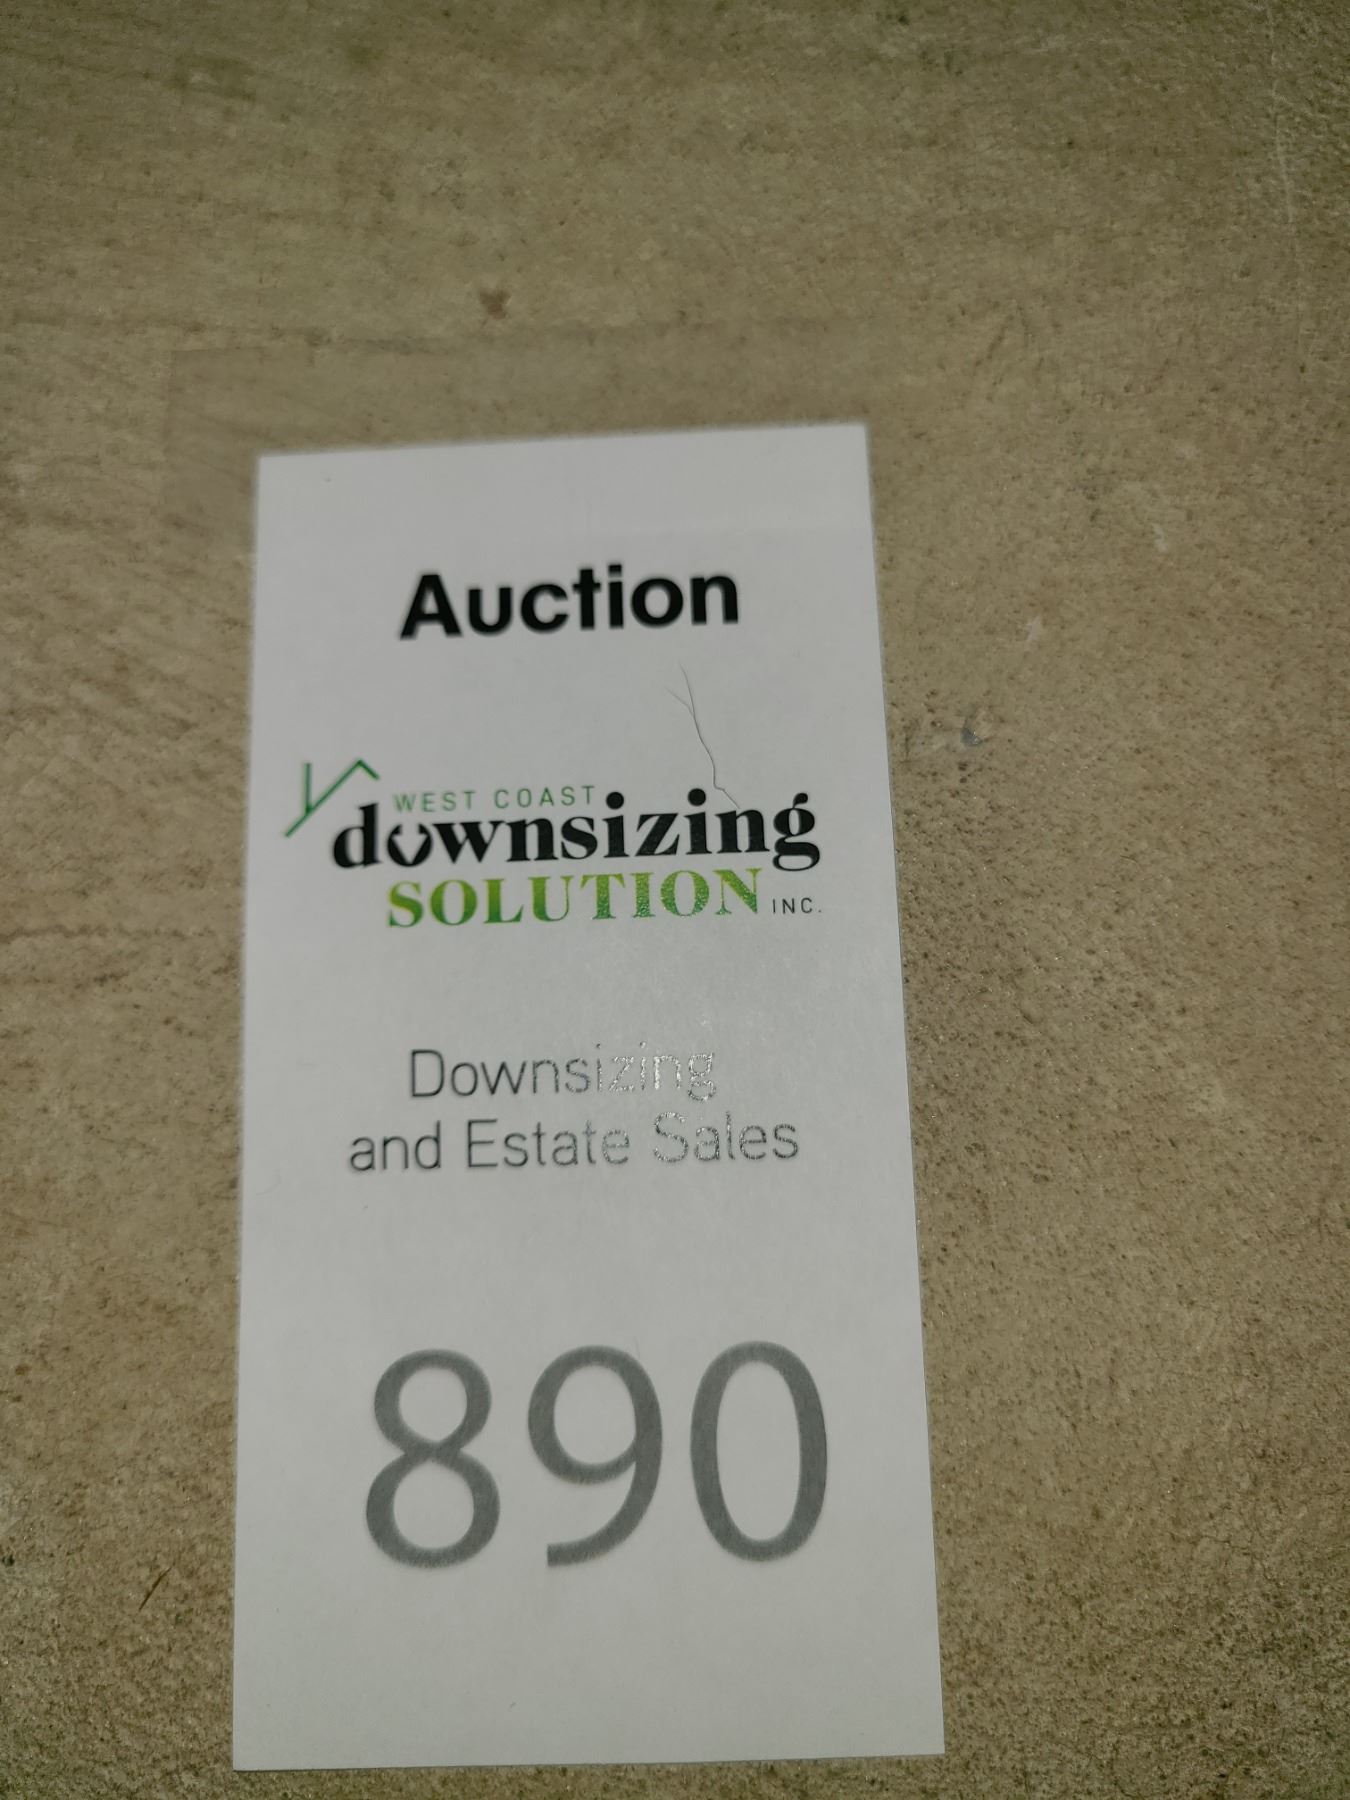 Auction
WEST COAST
downsizing
SOLUTION INC.
Downsizing
and Estate Sales
890